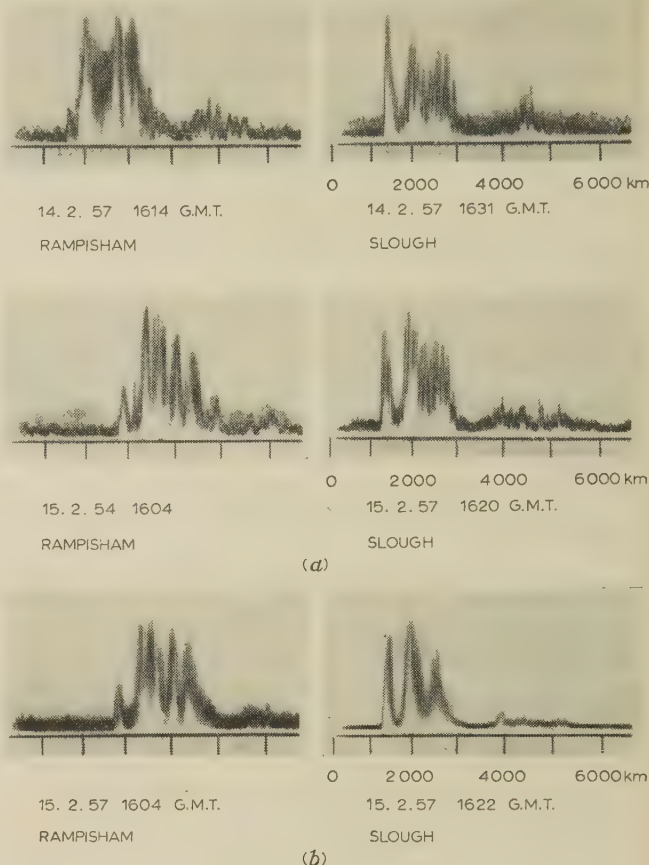 0 2000 4000 6000 km
14. 2. 57 1614 G.M.T. 14. 2. 57 1631 G.M.T.
RAMPISHAM SLOUGH
0 2000 4000 6000 km
15. 2. 54 1604 15. 2. 57 1620 G.M.T.
RAMPISHAM SLOUGH
(a)
0 2000 4000 6000 km
15. 2. 57 1604 G.M.T. 15. 2. 57 1622 G.M.T.
RAMPISHAM SLOUGH
(b)